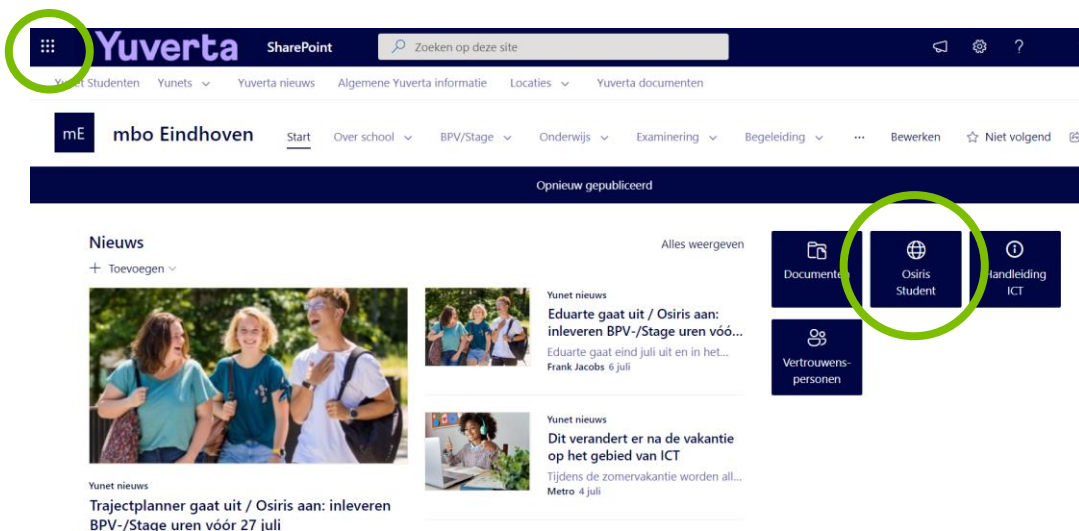 Yuverta
SharePoint
Zoeken op deze site
?
Yunet Studenten Yunets Yuverta nieuws Algemene Yuverta informatie Locaties Yuverta documenten
mE mbo Eindhoven Start Over school BPV/Stage Onderwijs Examinering Begeleiding ... Bewerken Niet volgend
Opnieuw gepubliceerd
Nieuws
Alles weergeven
+ Toevoegen
Yunet nieuws
Trajectplanner gaat uit / Osiris aan: inleveren
BPV-/Stage uren vóór 27 juli
Yunet nieuws
Eduarte gaat uit / Osiris aan:
inleveren BPV-/Stage uren vóó...
Eduarte gaat eind juli uit en in het...
Frank Jacobs 6 juli
Yunet nieuws
Dit verandert er na de vakantie
op het gebied van ICT
Tijdens de zomervakantie worden all...
Metro 4 juli
Documenten
Osiris
Student
Handleiding
ICT
Vertrouwens-
personen